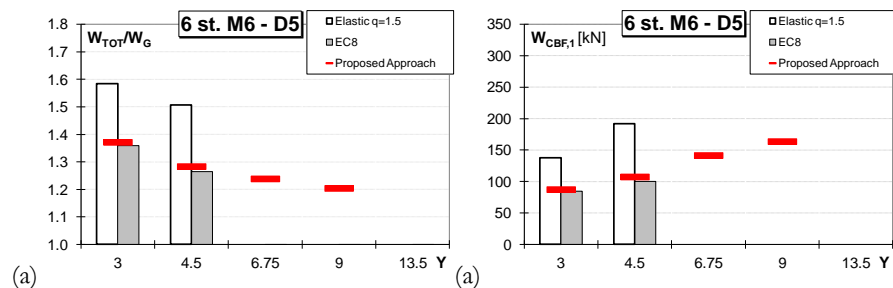 W_TOT/W_G
6 st. M6 - D5
Elastic q=1.5
EC8
Proposed Approach
1.8
1.7
1.6
1.5
1.4
1.3
1.2
1.1
1.0
3 4.5 6.75 9 13.5 Y
(a)
W_CBF,1 [kN]
6 st. M6 - D5
Elastic q=1.5
EC8
Proposed Approach
350
300
250
200
150
100
50
0
3 4.5 6.75 9 13.5 Y
(a)